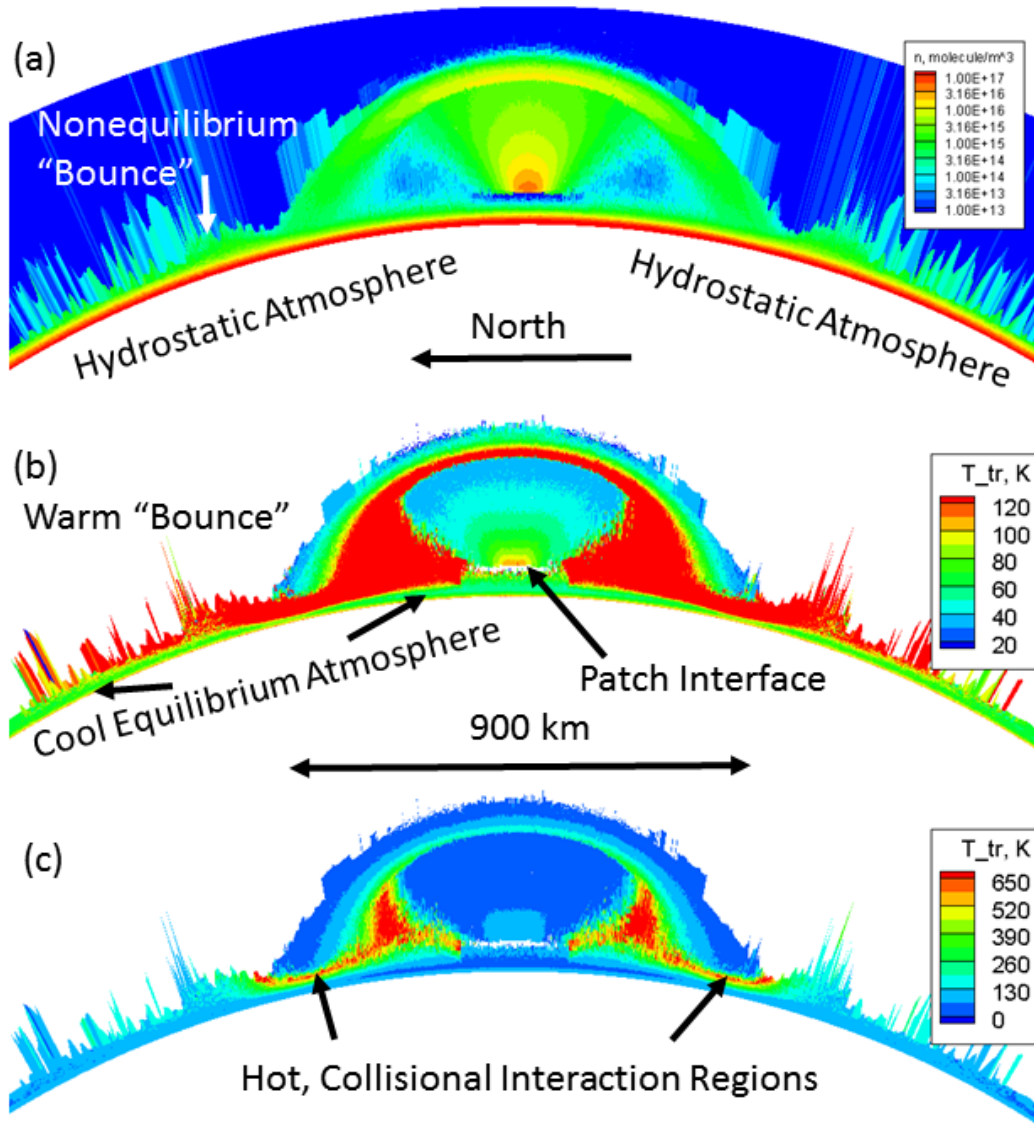 (a)
n, molecule/m^3
1.00E+17
3.16E+16
1.00E+16
3.16E+15
1.00E+15
3.16E+14
1.00E+14
3.16E+13
1.00E+13
Nonequilibrium
“Bounce”
Hydrostatic Atmosphere
Hydrostatic Atmosphere
North
(b)
T_tr, K
120
100
80
60
40
20
Warm “Bounce”
Cool Equilibrium Atmosphere
Patch Interface
900 km
(c)
T_tr, K
650
520
390
260
130
0
Hot, Collisional Interaction Regions